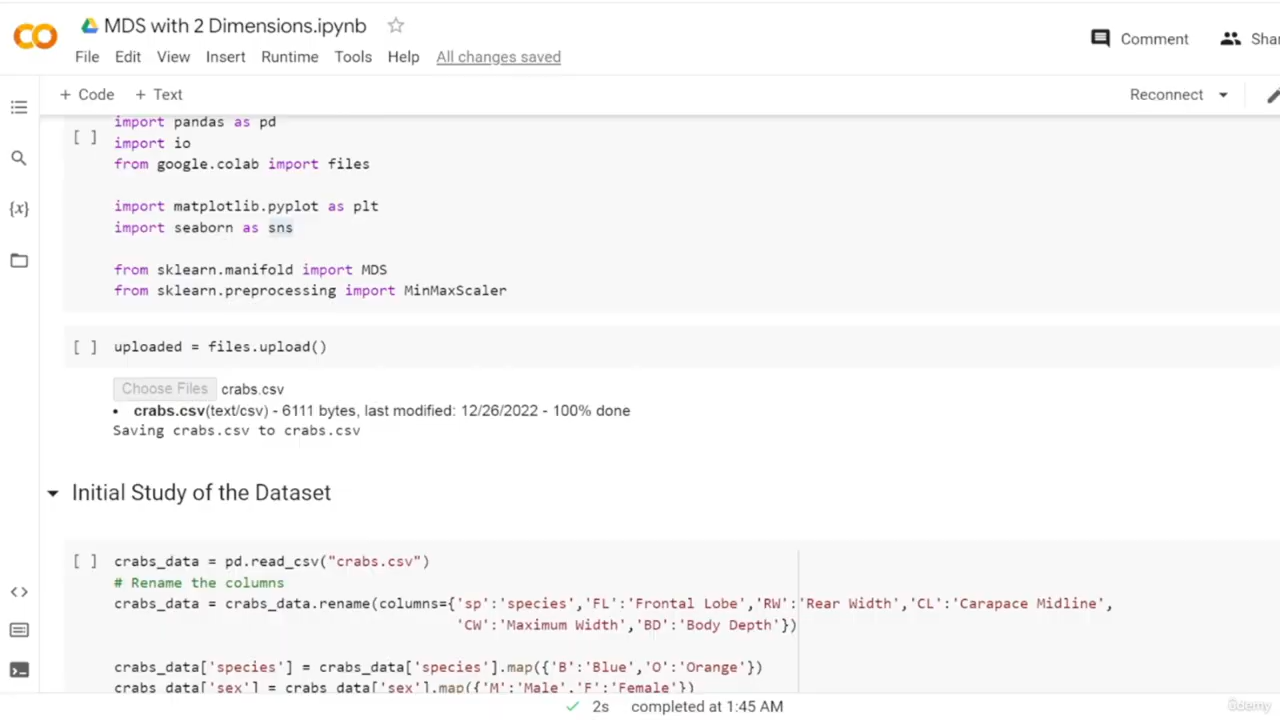 MDS with 2 Dimensions.ipynb
Comment
File Edit View Insert Runtime Tools Help All changes saved
+ Code + Text
Reconnect
import pandas as pd
[ ] import io
from google.colab import files
import matplotlib.pyplot as plt
import seaborn as sns
from sklearn.manifold import MDS
from sklearn.preprocessing import MinMaxScaler
[ ] uploaded = files.upload()
Choose Files crabs.csv
• crabs.csv(text/csv) - 6111 bytes, last modified: 12/26/2022 - 100% done
Saving crabs.csv to crabs.csv
Initial Study of the Dataset
[ ] crabs_data = pd.read_csv("crabs.csv")
# Rename the columns
crabs_data = crabs_data.rename(columns={'sp':'species','FL':'Frontal Lobe','RW':'Rear Width','CL':'Carapace Midline',
'CW':'Maximum Width','BD':'Body Depth'})
crabs_data['species'] = crabs_data['species'].map({'B':'Blue','O':'Orange'})
crabs_data['sex'] = crabs_data['sex'].map({'M':'Male','F':'Female'})
2s completed at 1:45 AM
ûdemy